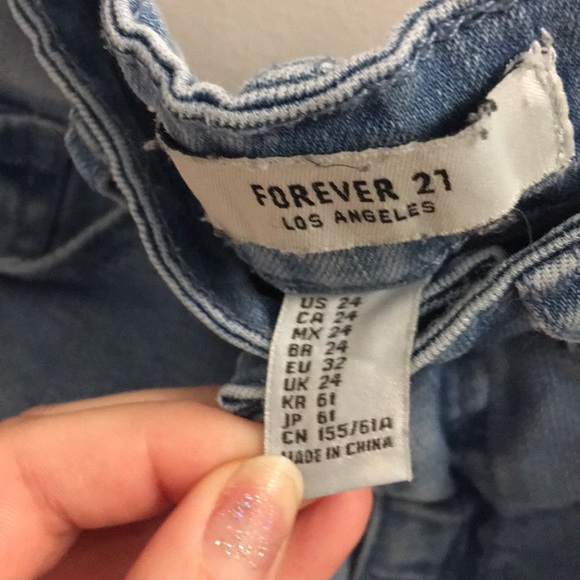 FOREVER 21
LOS ANGELES
US 24
CA 24
MX 24
BR 24
EU 32
UK 24
KR 61
JP 61
CN 155/61A
MADE IN CHINA